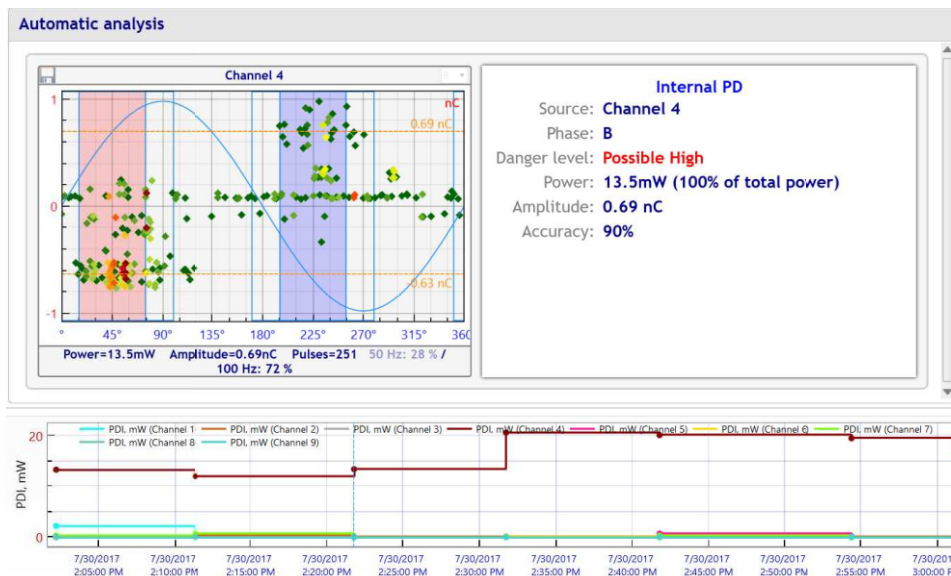 Automatic analysis
Channel 4
nC
1
0.69 nC
0
-0.63 nC
-1
° 45° 90° 135° 180° 225° 270° 315° 360
Power=13.5mW Amplitude=0.69nC Pulses=251 50 Hz: 28 % /
100 Hz: 72 %
Internal PD
Source: Channel 4
Phase: B
Danger level: Possible High
Power: 13.5mW (100% of total power)
Amplitude: 0.69 nC
Accuracy: 90%
PDI, mW
20
0
PDI, mW (Channel 1 PDI, mW (Channel 2) PDI, mW (Channel 3) PDI, mW (Channel 4) PDI, mW (Channel 5) PDI, mW (Channel 6) PDI, mW (Channel 7)
PDI, mW (Channel 8 PDI, mW (Channel 9)
7/30/2017 7/30/2017 7/30/2017 7/30/2017 7/30/2017 7/30/2017 7/30/2017 7/30/2017 7/30/2017 7/30/2017 7/30/2017 7/30/2017
2:05:00 PM 2:10:00 PM 2:15:00 PM 2:20:00 PM 2:25:00 PM 2:30:00 PM 2:35:00 PM 2:40:00 PM 2:45:00 PM 2:50:00 PM 2:55:00 PM 3:00:00 PM